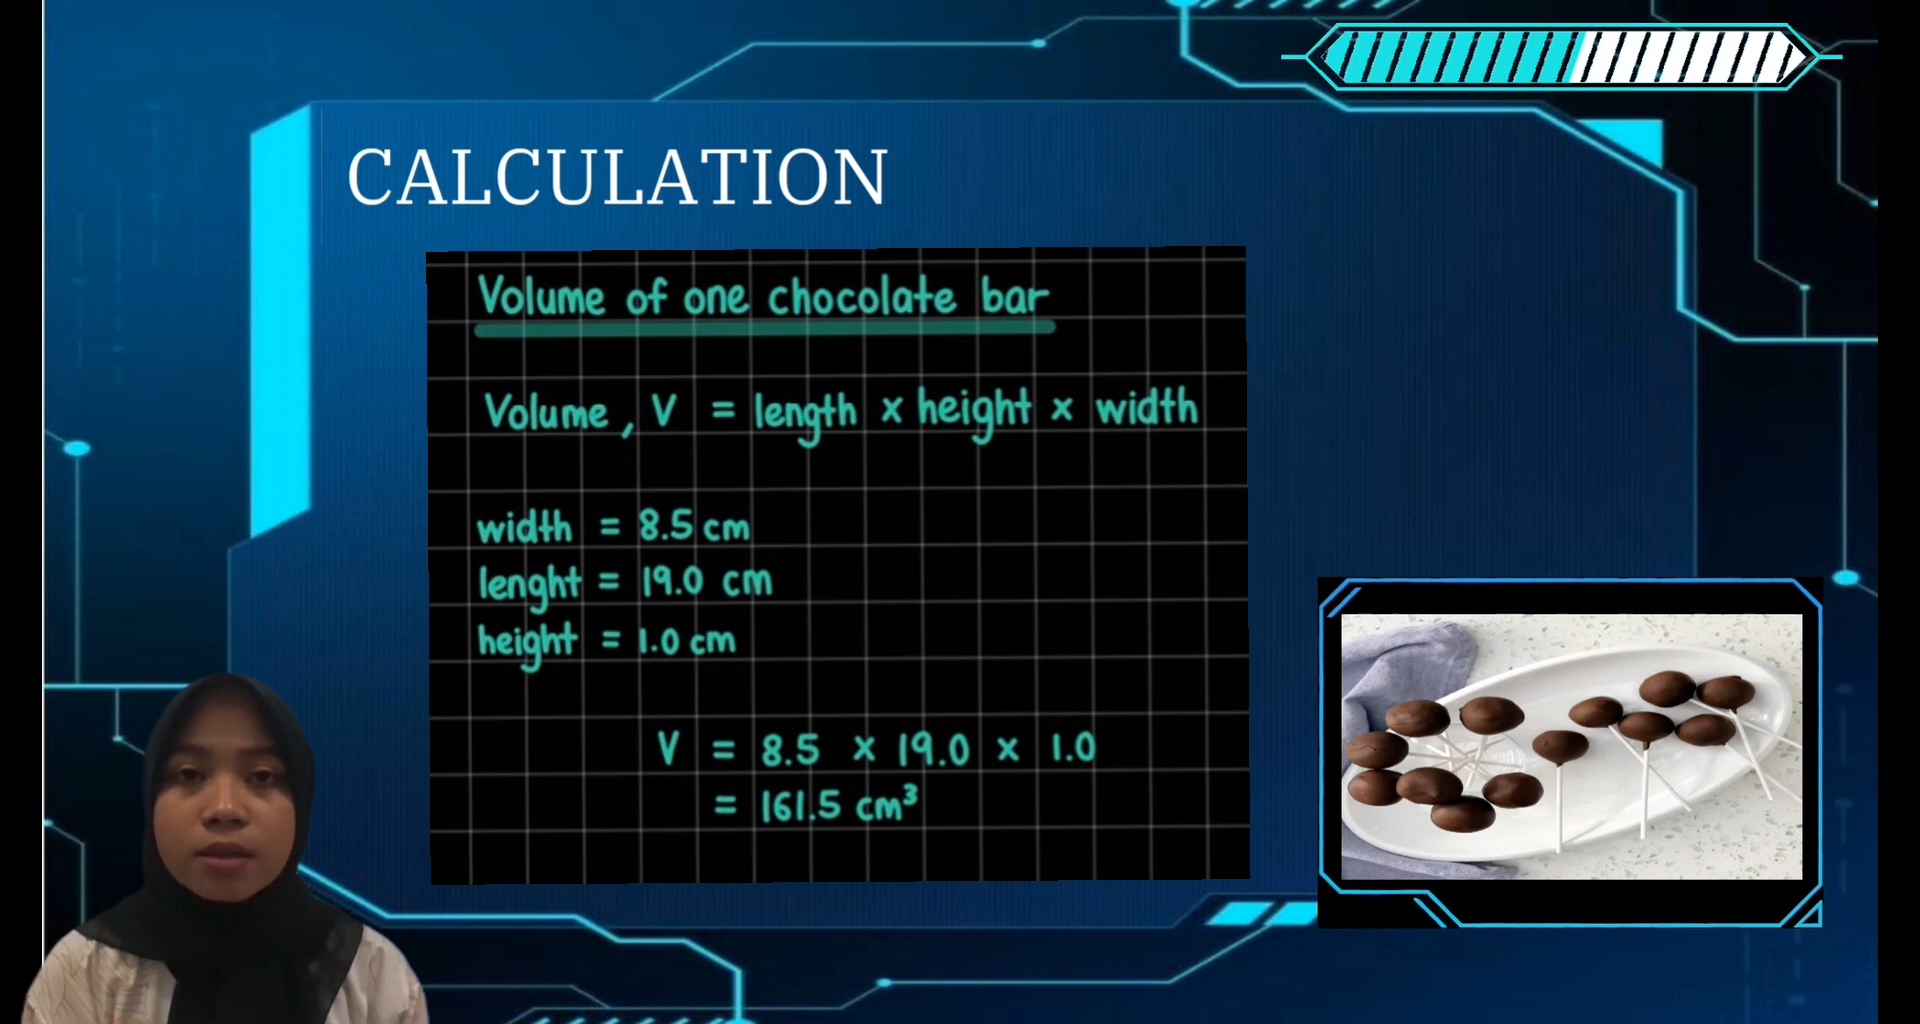 CALCULATION
Volume of one chocolate bar
Volume, V = length x height x width
width = 8.5 cm
lenght = 19.0 cm
height = 1.0 cm
V = 8.5 x 19.0 x 1.0
= 161.5 cm³